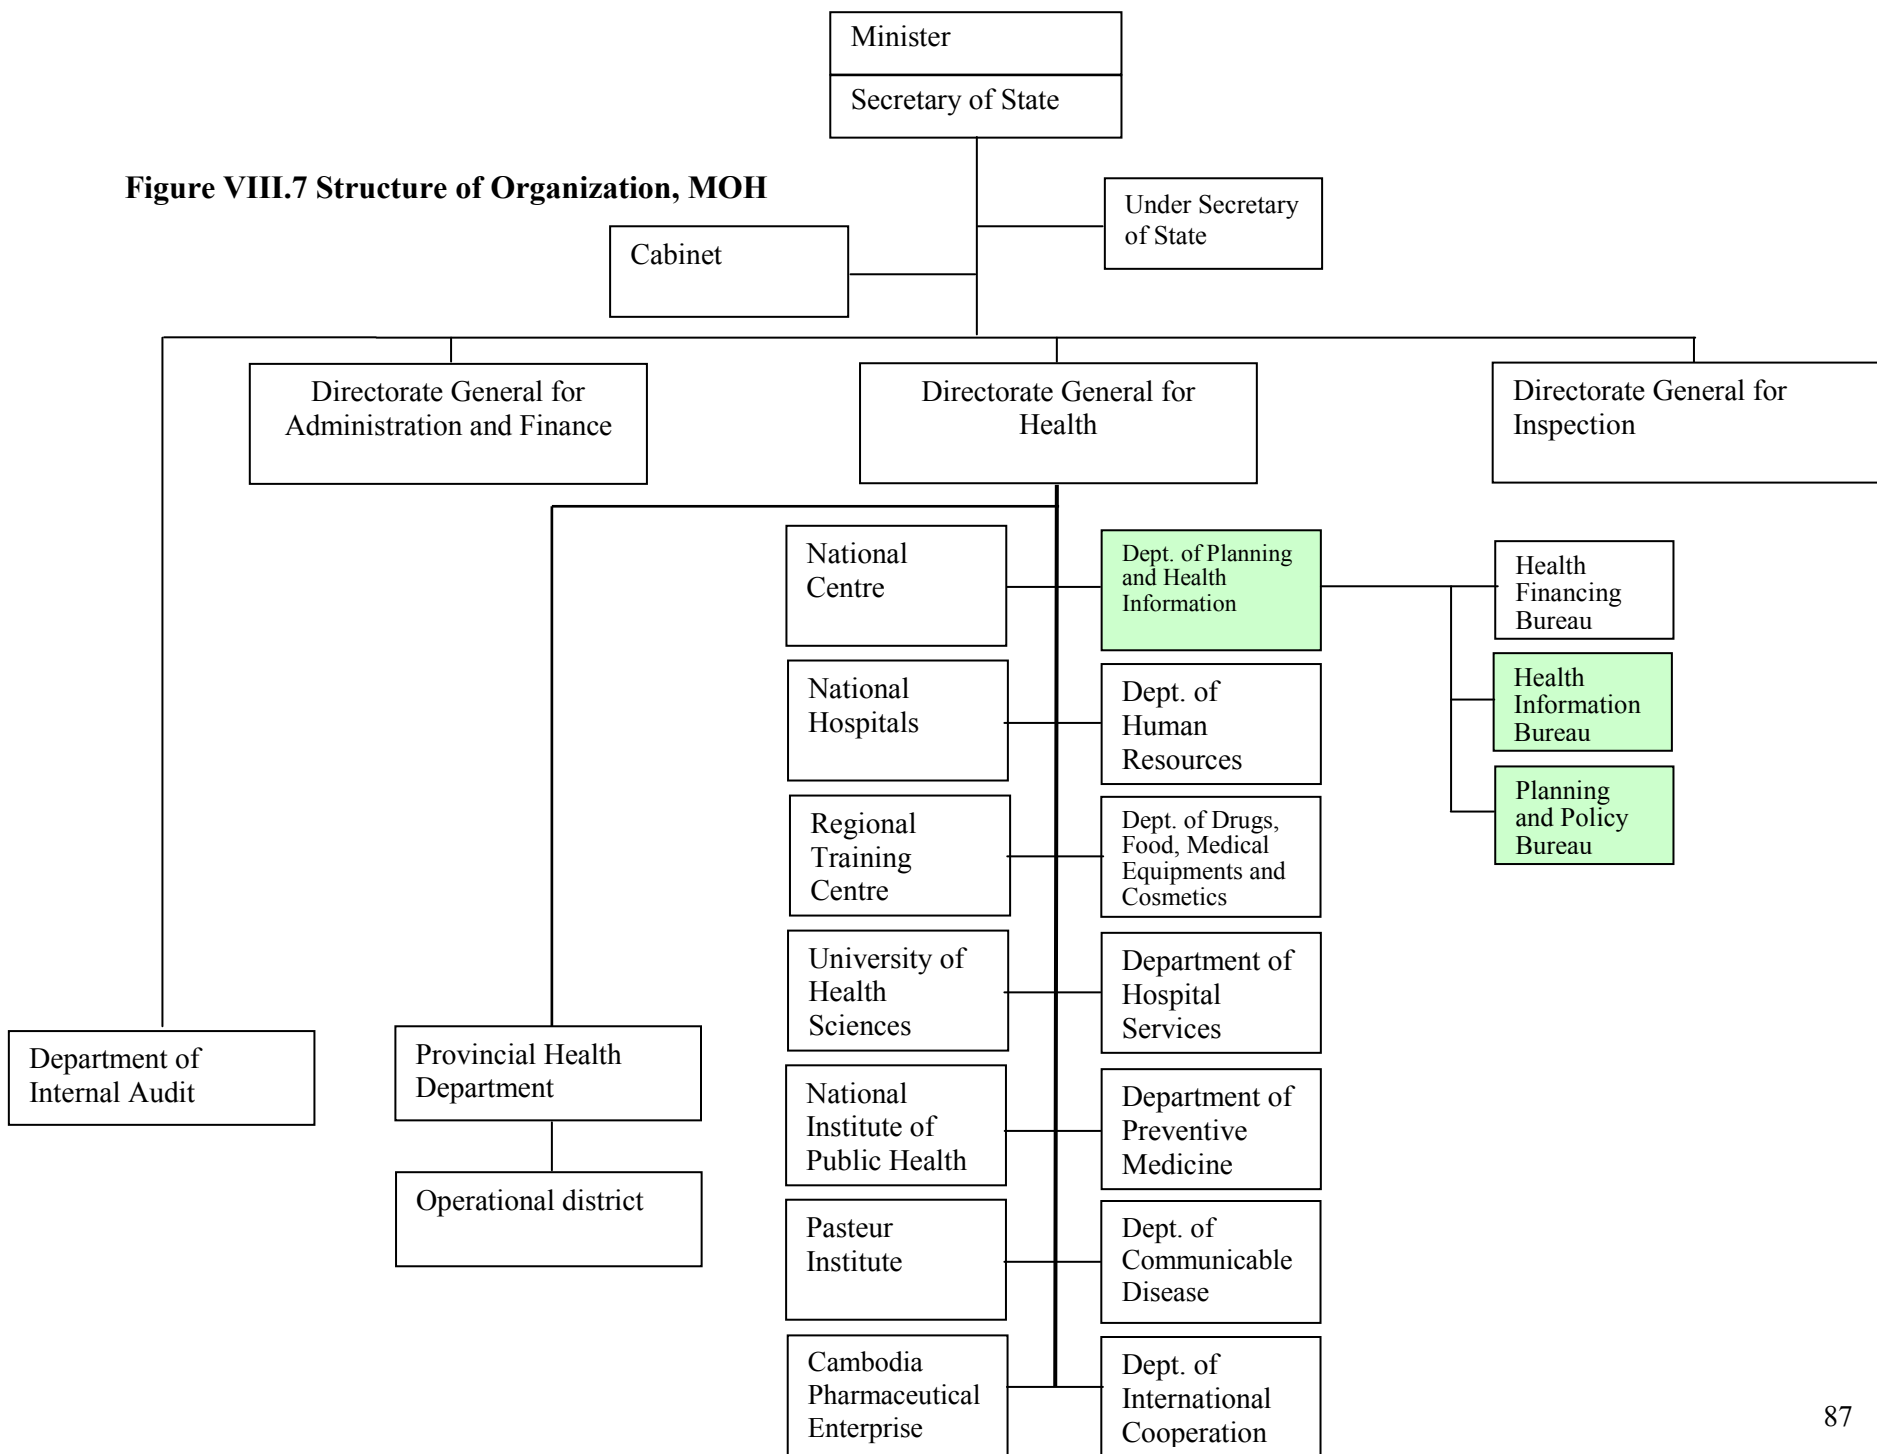 Minister
Secretary of State
Figure VIII.7 Structure of Organization, MOH
Under Secretary
of State
Cabinet
Directorate General for
Administration and Finance
Directorate General for
Health
Directorate General for
Inspection
National
Centre
Dept. of Planning
and Health
Information
Health
Financing
Bureau
National
Hospitals
Dept. of
Human
Resources
Health
Information
Bureau
Regional
Training
Centre
Dept. of Drugs,
Food, Medical
Equipments and
Cosmetics
Planning
and Policy
Bureau
University of
Health
Sciences
Department of
Hospital
Services
Department of
Internal Audit
Provincial Health
Department
National
Institute of
Public Health
Department of
Preventive
Medicine
Operational district
Pasteur
Institute
Dept. of
Communicable
Disease
Cambodia
Pharmaceutical
Enterprise
Dept. of
International
Cooperation
87